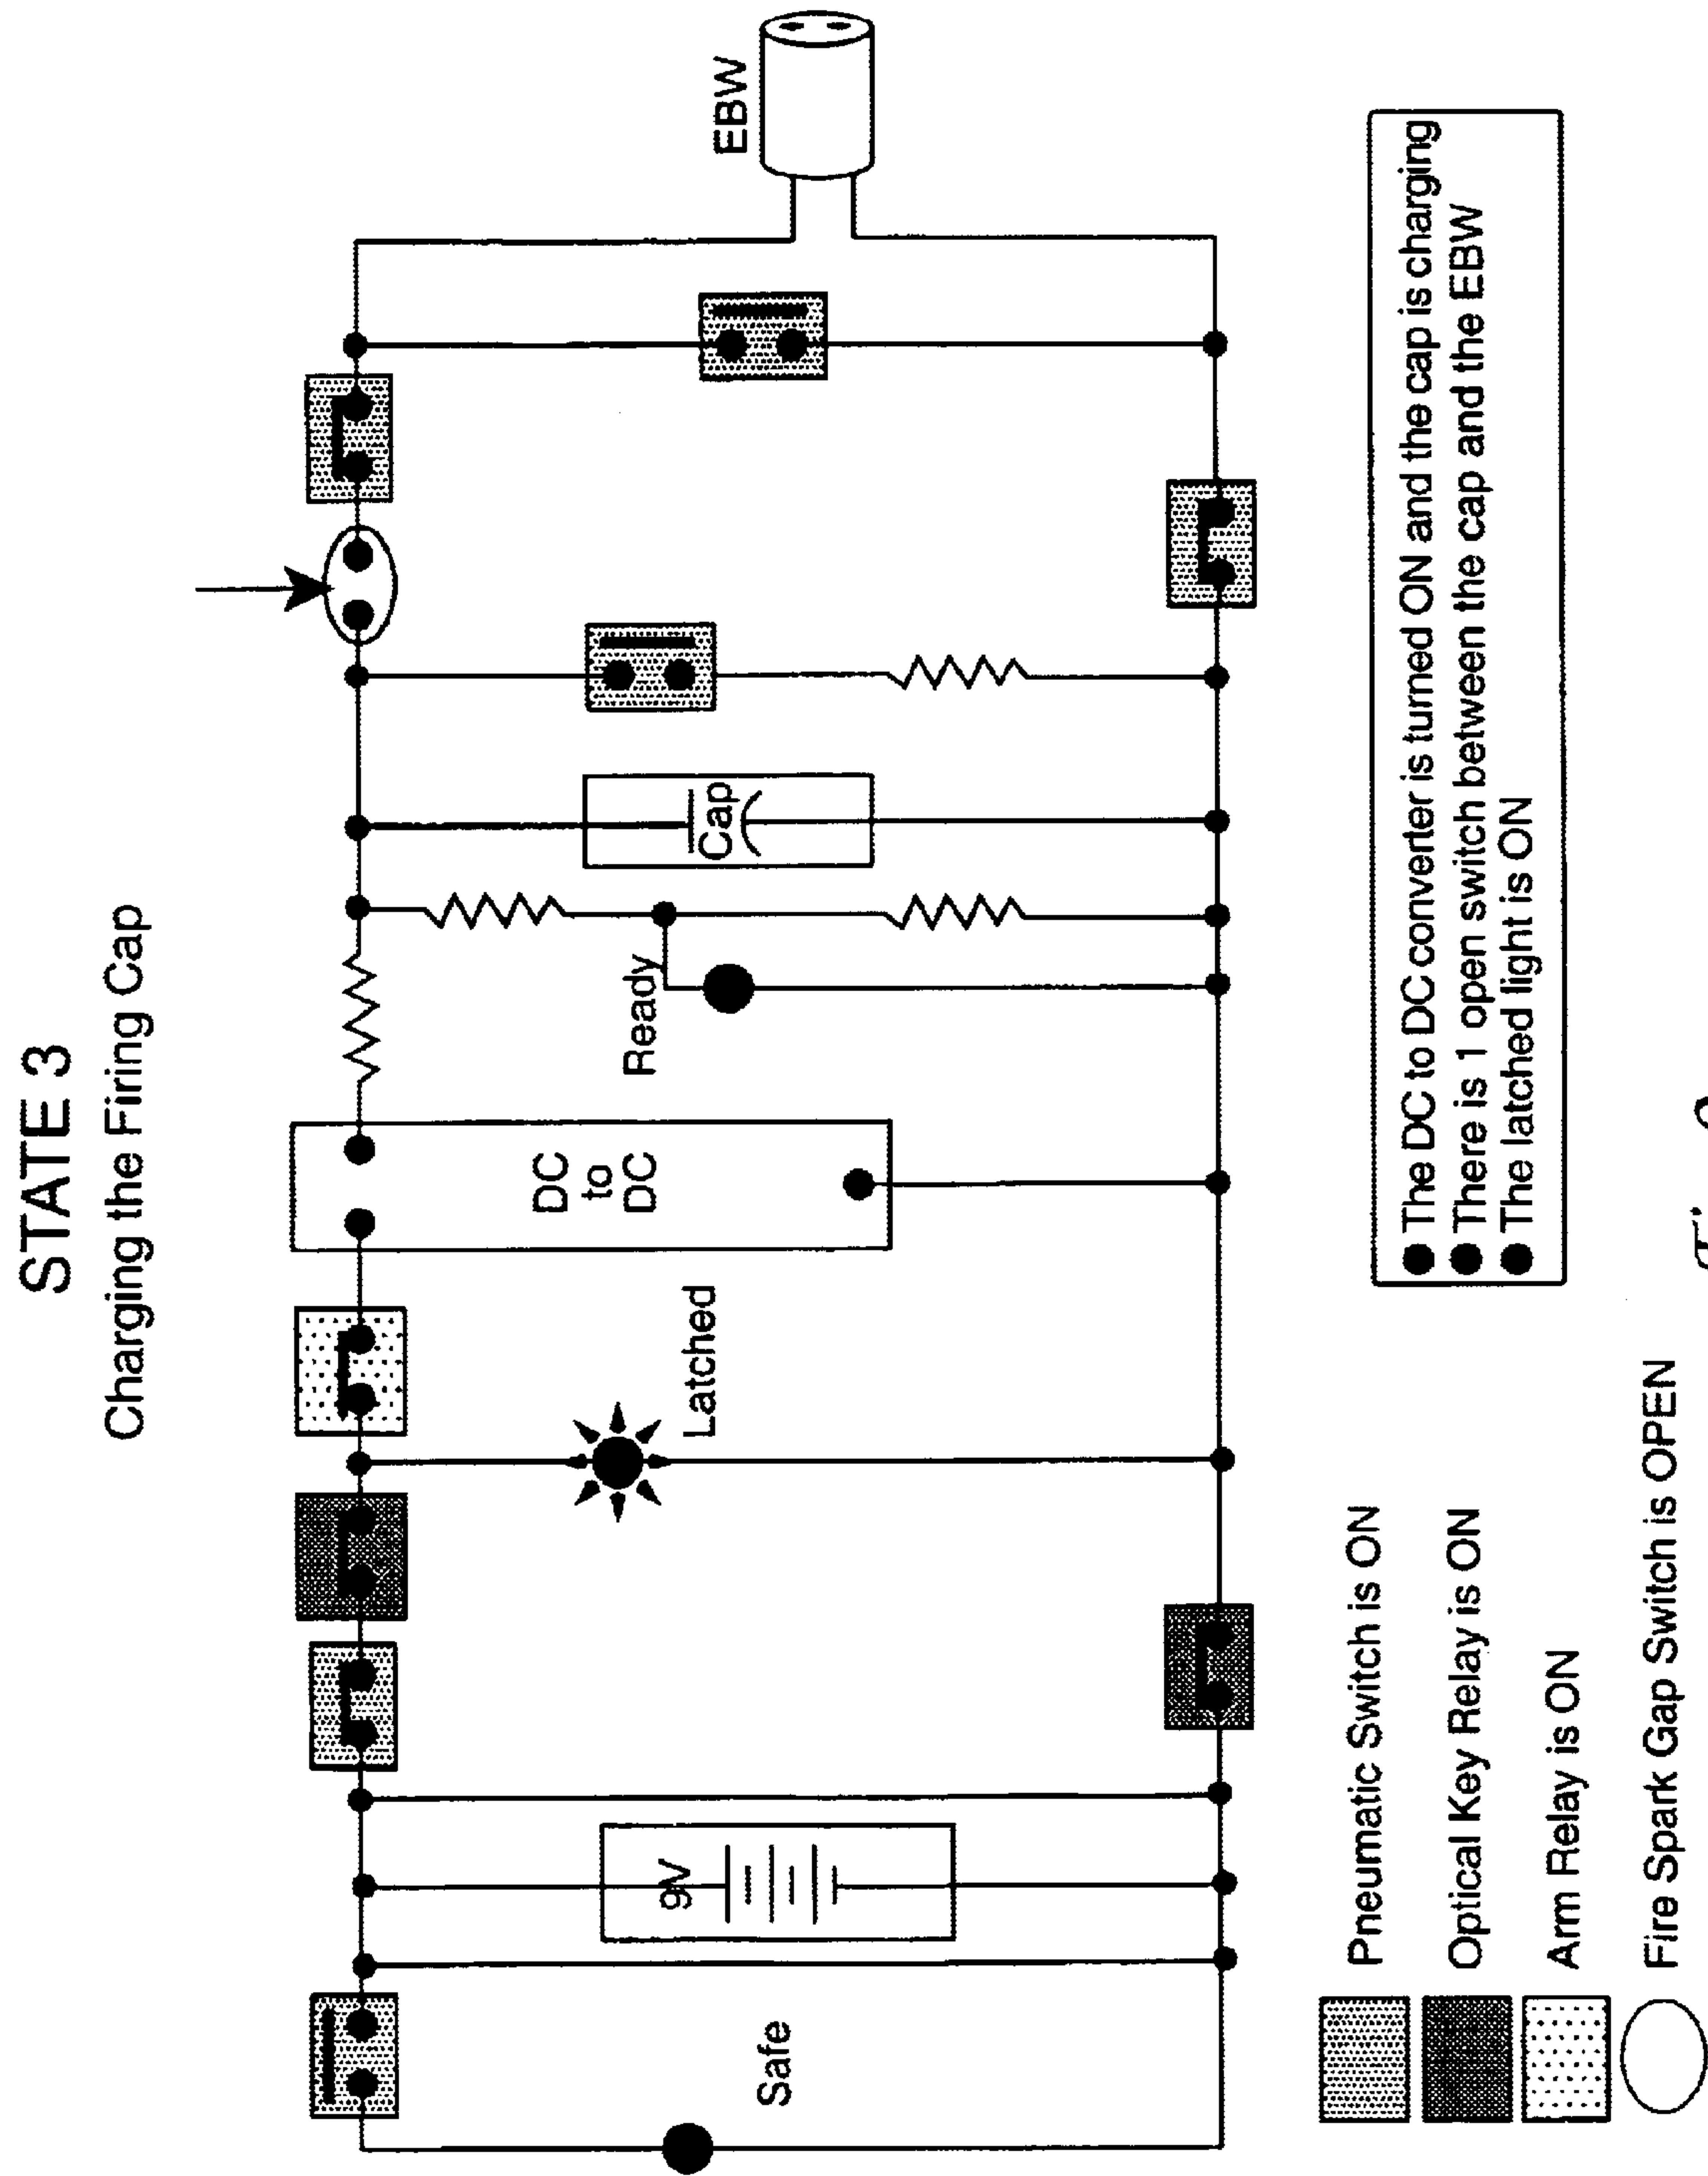 STATE 3
Charging the Firing Cap
EBW
Safe
9V
Latched
DC
to
DC
Ready
Cap
Pneumatic Switch is ON
Optical Key Relay is ON
Arm Relay is ON
Fire Spark Gap Switch is OPEN
● The DC to DC converter is turned ON and the cap is charging
● There is 1 open switch between the cap and the EBW
● The latched light is ON